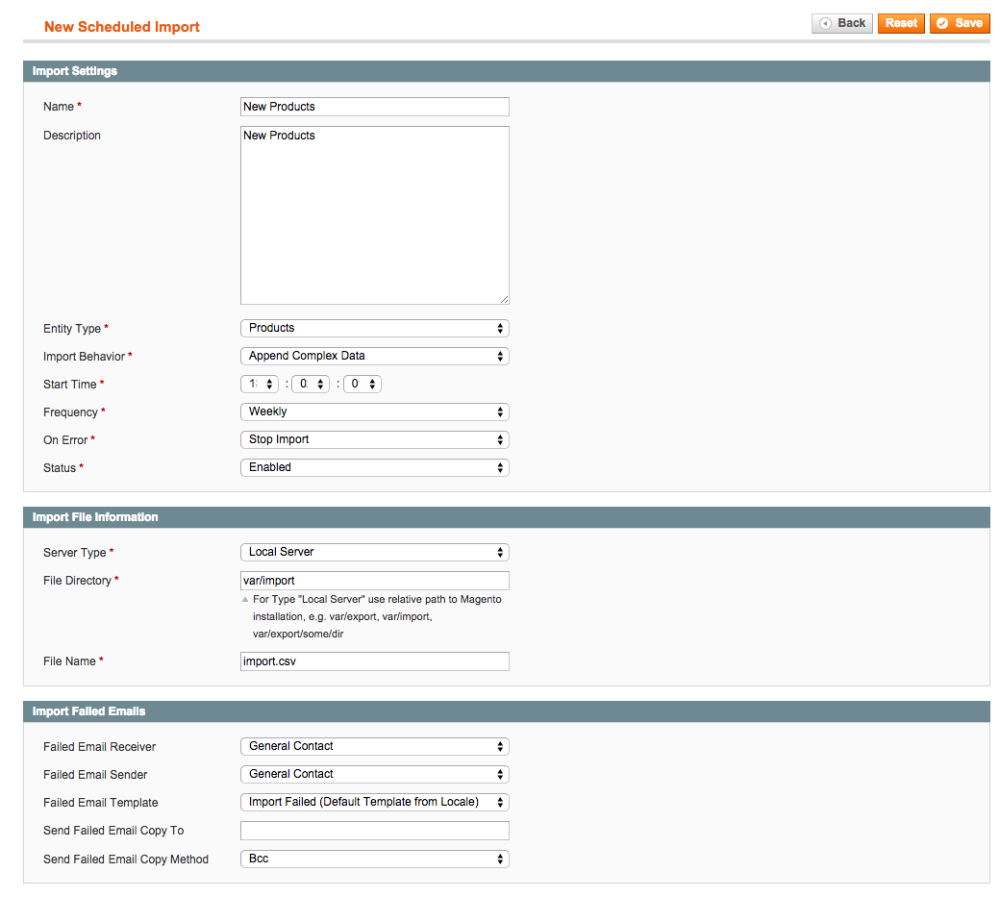 New Scheduled Import
Back Reset Save
Import Settings
Name * New Products
Description New Products
Entity Type * Products
Import Behavior * Append Complex Data
Start Time * : :
Frequency * Weekly
On Error * Stop Import
Status * Enabled
Import File Information
Server Type * Local Server
File Directory * var/import
For Type "Local Server" use relative path to Magento
installation, e.g. var/export, var/import,
var/export/some/dir
File Name * import.csv
Import Failed Emails
Failed Email Receiver General Contact
Failed Email Sender General Contact
Failed Email Template Import Failed (Default Template from Locale)
Send Failed Email Copy To
Send Failed Email Copy Method Bcc